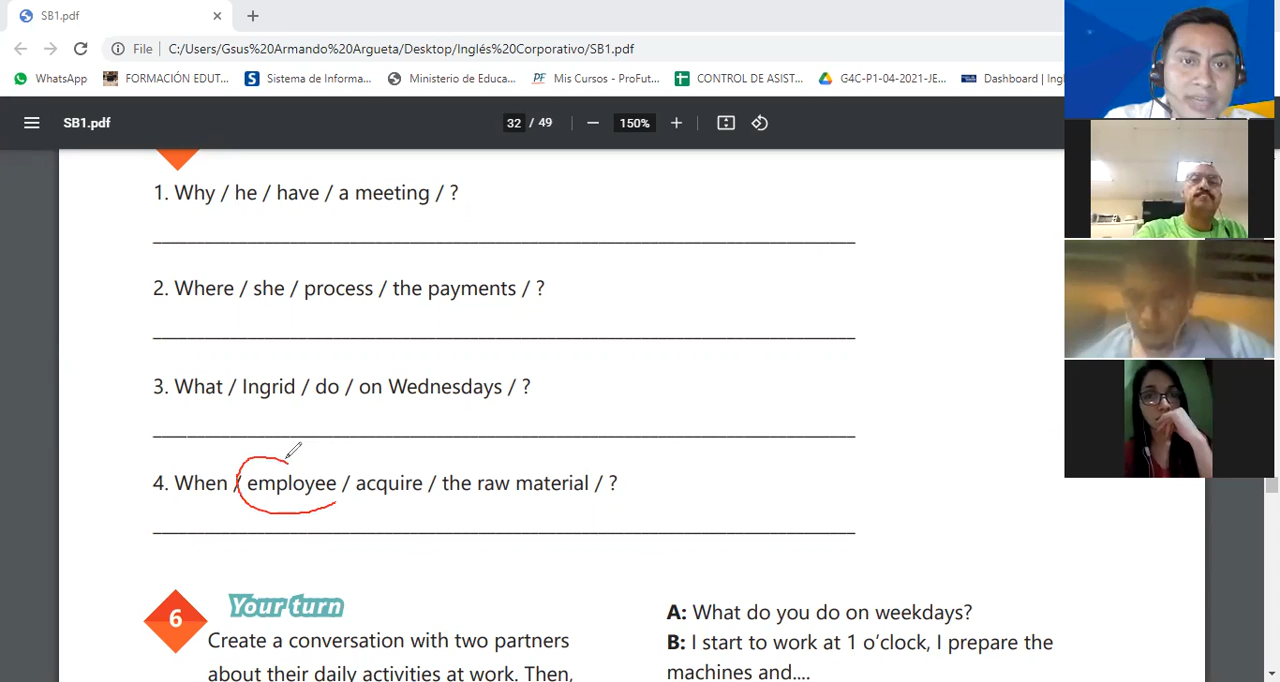 SB1.pdf
File C:/Users/Gsus%20Armando%20Argueta/Desktop/Inglés%20Corporativo/SB1.pdf
WhatsApp FORMACIÓN EDUT... Sistema de Informa... Ministerio de Educa... PF Mis Cursos - ProFut... CONTROL DE ASIST... G4C-P1-04-2021-JE... Dashboard | Ingl
SB1.pdf 32 / 49 150%
1. Why / he / have / a meeting / ?
2. Where / she / process / the payments / ?
3. What / Ingrid / do / on Wednesdays / ?
4. When / employee / acquire / the raw material / ?
6 Your turn
Create a conversation with two partners
about their daily activities at work. Then,
A: What do you do on weekdays?
B: I start to work at 1 o’clock, I prepare the
machines and....